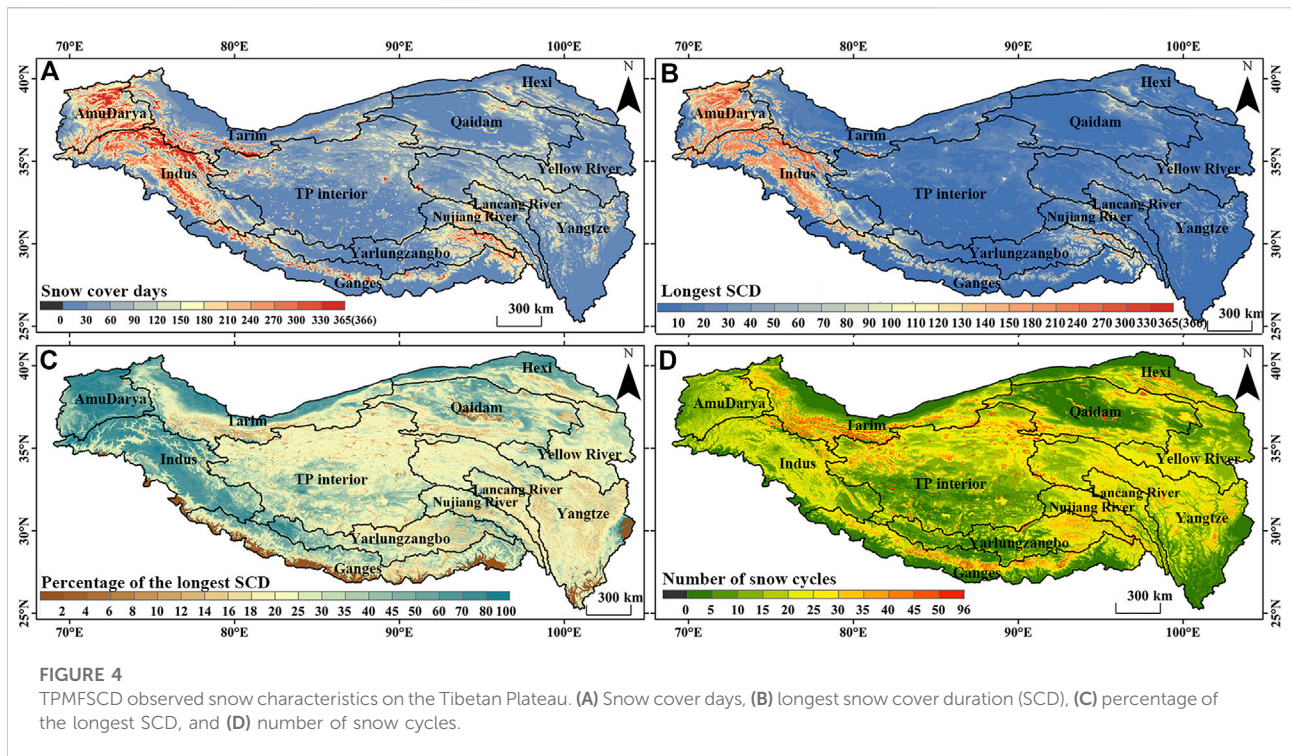 70°E 80°E 90°E 100°E
70°E 80°E 90°E 100°E
A
N
40°N
35°N
30°N
25°N
Hexi
AmuDarya
Tarim
Qaidam
Indus
Yellow River
TP interior
Lancang River
Nujiang River
Yangtze
Yarlungzangbo
Ganges
Snow cover days
0 30 60 90 120 150 180 210 240 270 300 330 365(366)
300 km
B
N
40°N
35°N
30°N
25°N
Hexi
AmuDarya
Tarim
Qaidam
Indus
Yellow River
TP interior
Lancang River
Nujiang River
Yangtze
Yarlungzangbo
Ganges
Longest SCD
10 20 30 40 50 60 70 80 90 100 110 120 130 140 150 180 210 240 270 300 330 365(366)
300 km
C
N
40°N
35°N
30°N
25°N
Hexi
AmuDarya
Tarim
Qaidam
Indus
Yellow River
TP interior
Lancang River
Nujiang River
Yangtze
Yarlungzangbo
Ganges
Percentage of the longest SCD
2 4 6 8 10 12 14 16 18 20 25 30 35 40 45 50 60 70 80 100
300 km
D
N
40°N
35°N
30°N
25°N
Hexi
AmuDarya
Tarim
Qaidam
Indus
Yellow River
TP interior
Lancang River
Nujiang River
Yangtze
Yarlungzangbo
Ganges
Number of snow cycles
0 5 10 15 20 25 30 35 40 45 50 96
300 km
70°E 80°E 90°E 100°E
70°E 80°E 90°E 100°E
FIGURE 4
TPMFSCD observed snow characteristics on the Tibetan Plateau. (A) Snow cover days, (B) longest snow cover duration (SCD), (C) percentage of
the longest SCD, and (D) number of snow cycles.